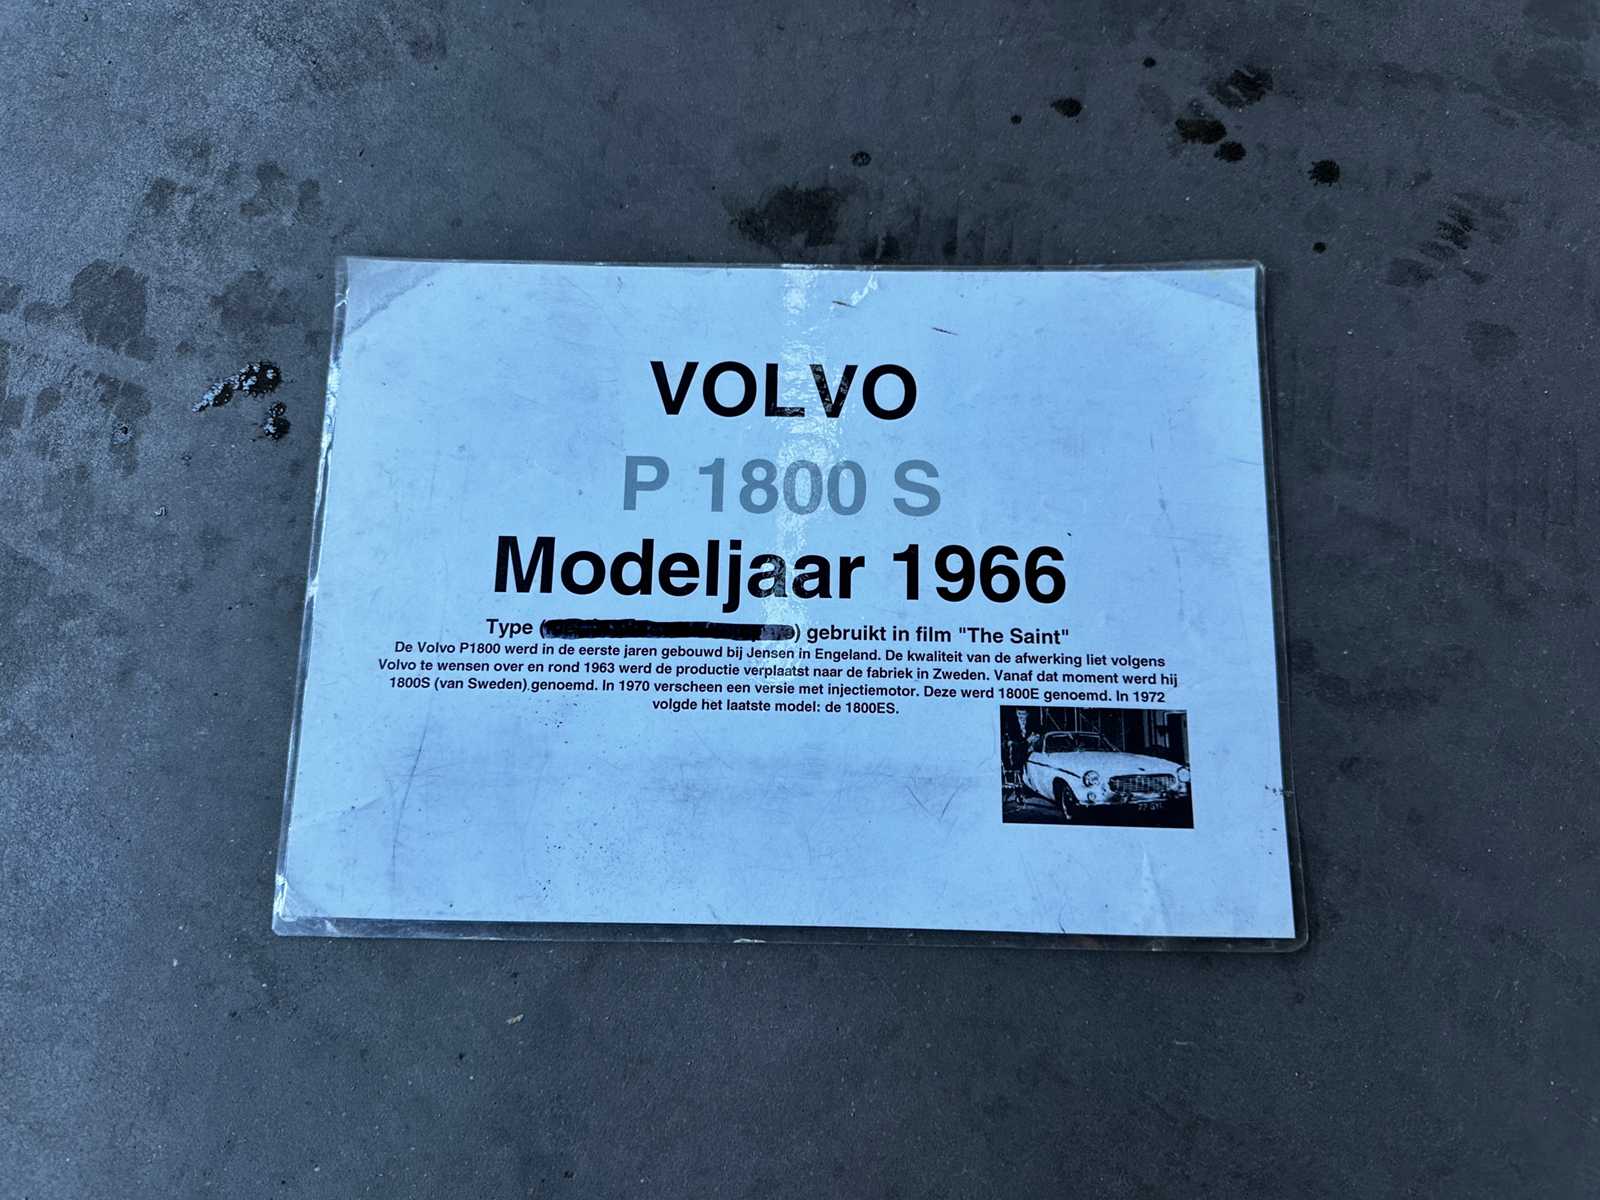 VOLVO
P 1800 S
Modeljaar 1966
Type () gebruikt in film "The Saint"
De Volvo P1800 werd in de eerste jaren gebouwd bij Jensen in Engeland. De kwaliteit van de afwerking liet volgens
Volvo te wensen over en rond 1963 werd de productie verplaatst naar de fabriek in Zweden. Vanaf dat moment werd hij
1800S (van Sweden) genoemd. In 1970 verscheen een versie met injectiemotor. Deze werd 1800E genoemd. In 1972
volgde het laatste model: de 1800ES.